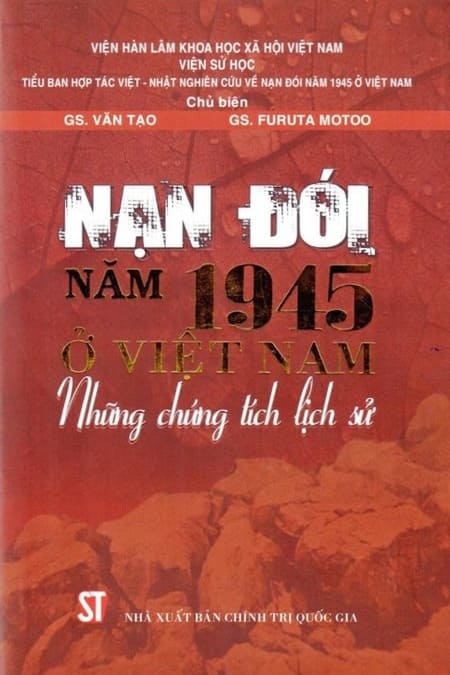 VIỆN HÀN LÂM KHOA HỌC XÃ HỘI VIỆT NAM
VIỆN SỬ HỌC
TIỂU BAN HỢP TÁC VIỆT - NHẬT NGHIÊN CỨU VỀ NẠN ĐÓI NĂM 1945 Ở VIỆT NAM
Chủ biên
GS. VĂN TẠO GS. FURUTA MOTOO
NẠN ĐÓI
NĂM 1945
Ở VIỆT NAM
Những chứng tích lịch sử
ST NHÀ XUẤT BẢN CHÍNH TRỊ QUỐC GIA